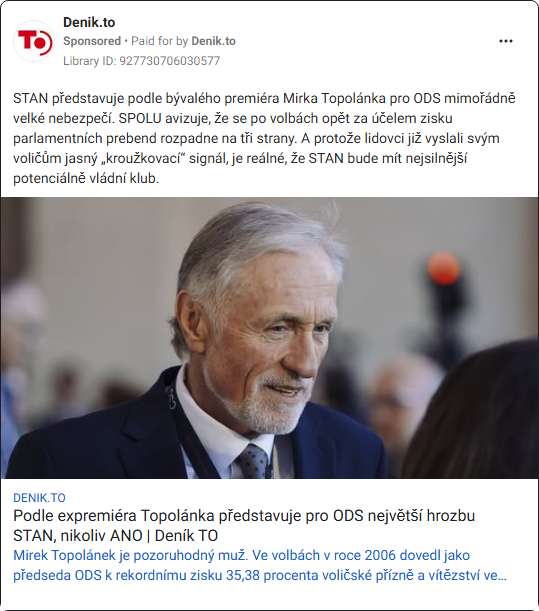 Denik.to
Sponsored • Paid for by Denik.to
Library ID: 927730706030577
TO
STAN představuje podle bývalého premiéra Mirka Topolánka pro ODS mimořádně
velké nebezpečí. SPOLU avizuje, že se po volbách opět za účelem zisku
parlamentních prebend rozpadne na tři strany. A protože lidovci již vyslali svým
voličům jasný „kroužkovací“ signál, je reálné, že STAN bude mít nejsilnější
potenciálně vládní klub.
DENIK.TO
Podle expremiéra Topolánka představuje pro ODS největší hrozbu
STAN, nikoliv ANO | Deník TO
Mirek Topolánek je pozoruhodný muž. Ve volbách v roce 2006 dovedl jako
předseda ODS k rekordnímu zisku 35,38 procenta voličské přízně a vítězství ve...